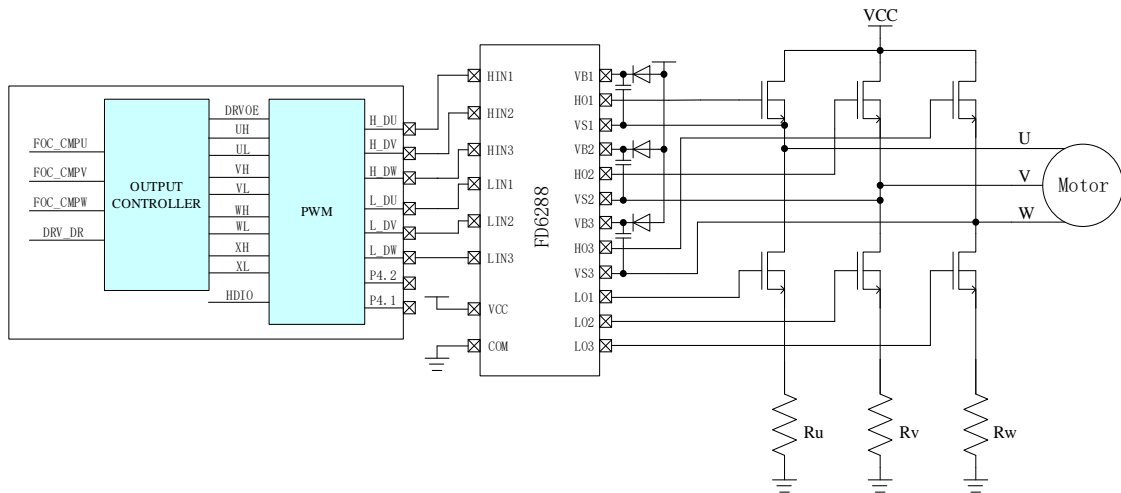 FOC_CMPU
FOC_CMPV
FOC_CMPW
DRV_DR
OUTPUT
CONTROLLER
DRVOE
UH
UL
VH
VL
WH
WL
XH
XL
HDIO
PWM
H_DU
H_DV
H_DW
L_DU
L_DV
L_DW
P4.2
P4.1
HIN1
HIN2
HIN3
LIN1
LIN2
LIN3
VCC
COM
FD6288
VB1
HO1
VS1
VB2
HO2
VS2
VB3
HO3
VS3
LO1
LO2
LO3
VCC
U
V
W
Motor
Ru
Rv
Rw